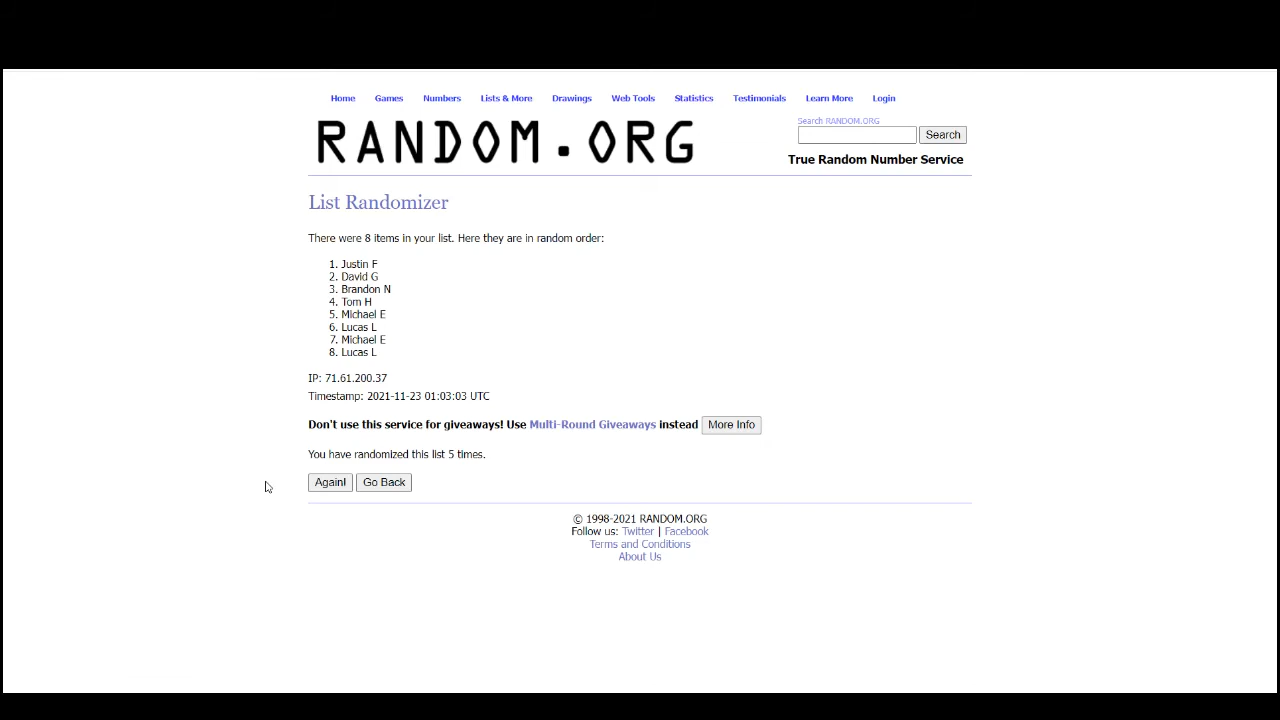 Home Games Numbers Lists & More Drawings Web Tools Statistics Testimonials Learn More Login
RANDOM.ORG
Search RANDOM.ORG
Search
True Random Number Service
List Randomizer
There were 8 items in your list. Here they are in random order:
1. Justin F
2. David G
3. Brandon N
4. Tom H
5. Michael E
6. Lucas L
7. Michael E
8. Lucas L
IP: 71.61.200.37
Timestamp: 2021-11-23 01:03:03 UTC
Don't use this service for giveaways! Use Multi-Round Giveaways instead More Info
You have randomized this list 5 times.
Again! Go Back
© 1998-2021 RANDOM.ORG
Follow us: Twitter | Facebook
Terms and Conditions
About Us